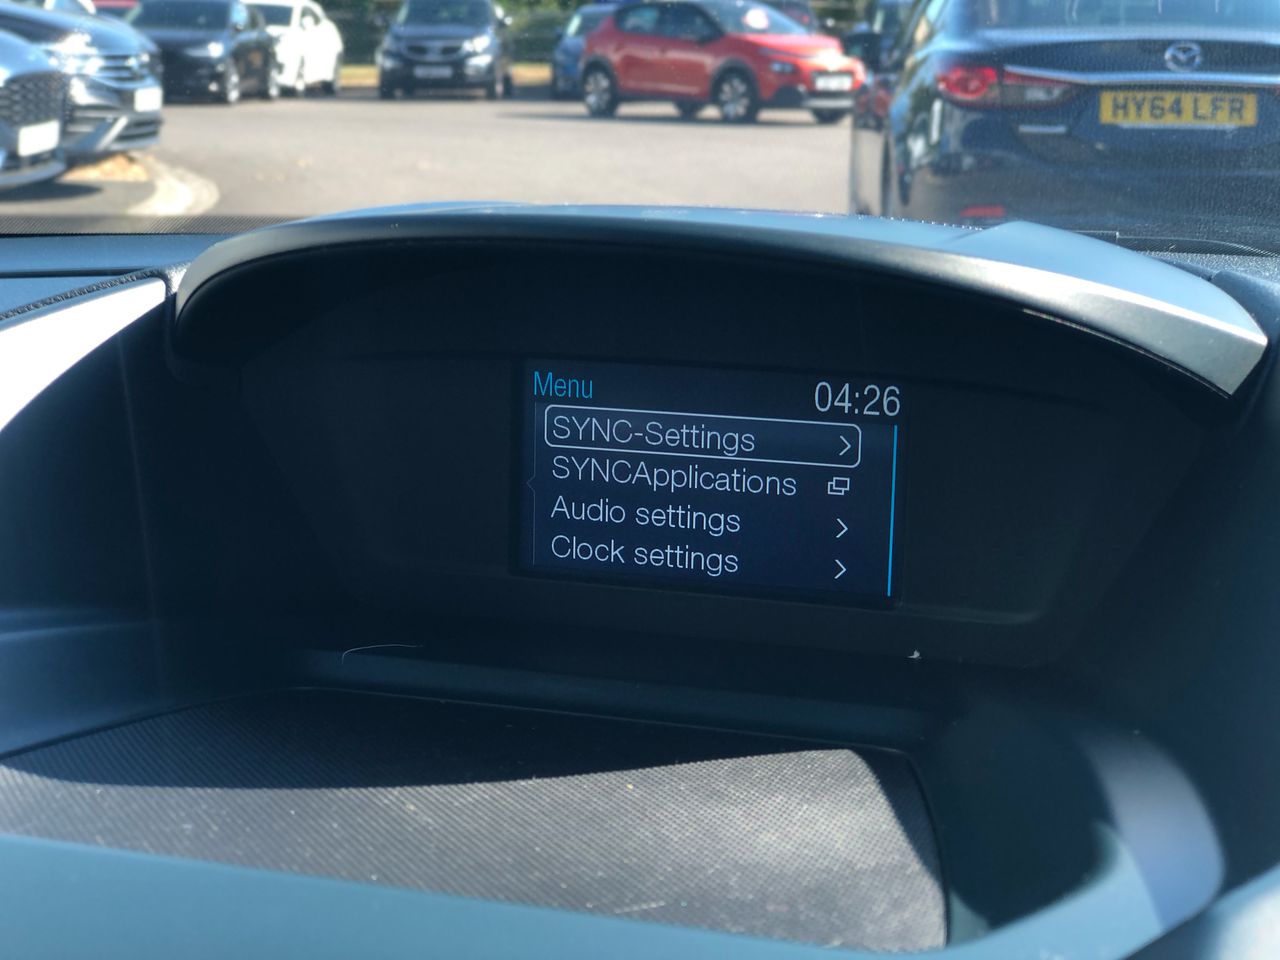 HY64 LFR
Menu
04:26
SYNC-Settings
SYNCApplications
Audio settings
Clock settings